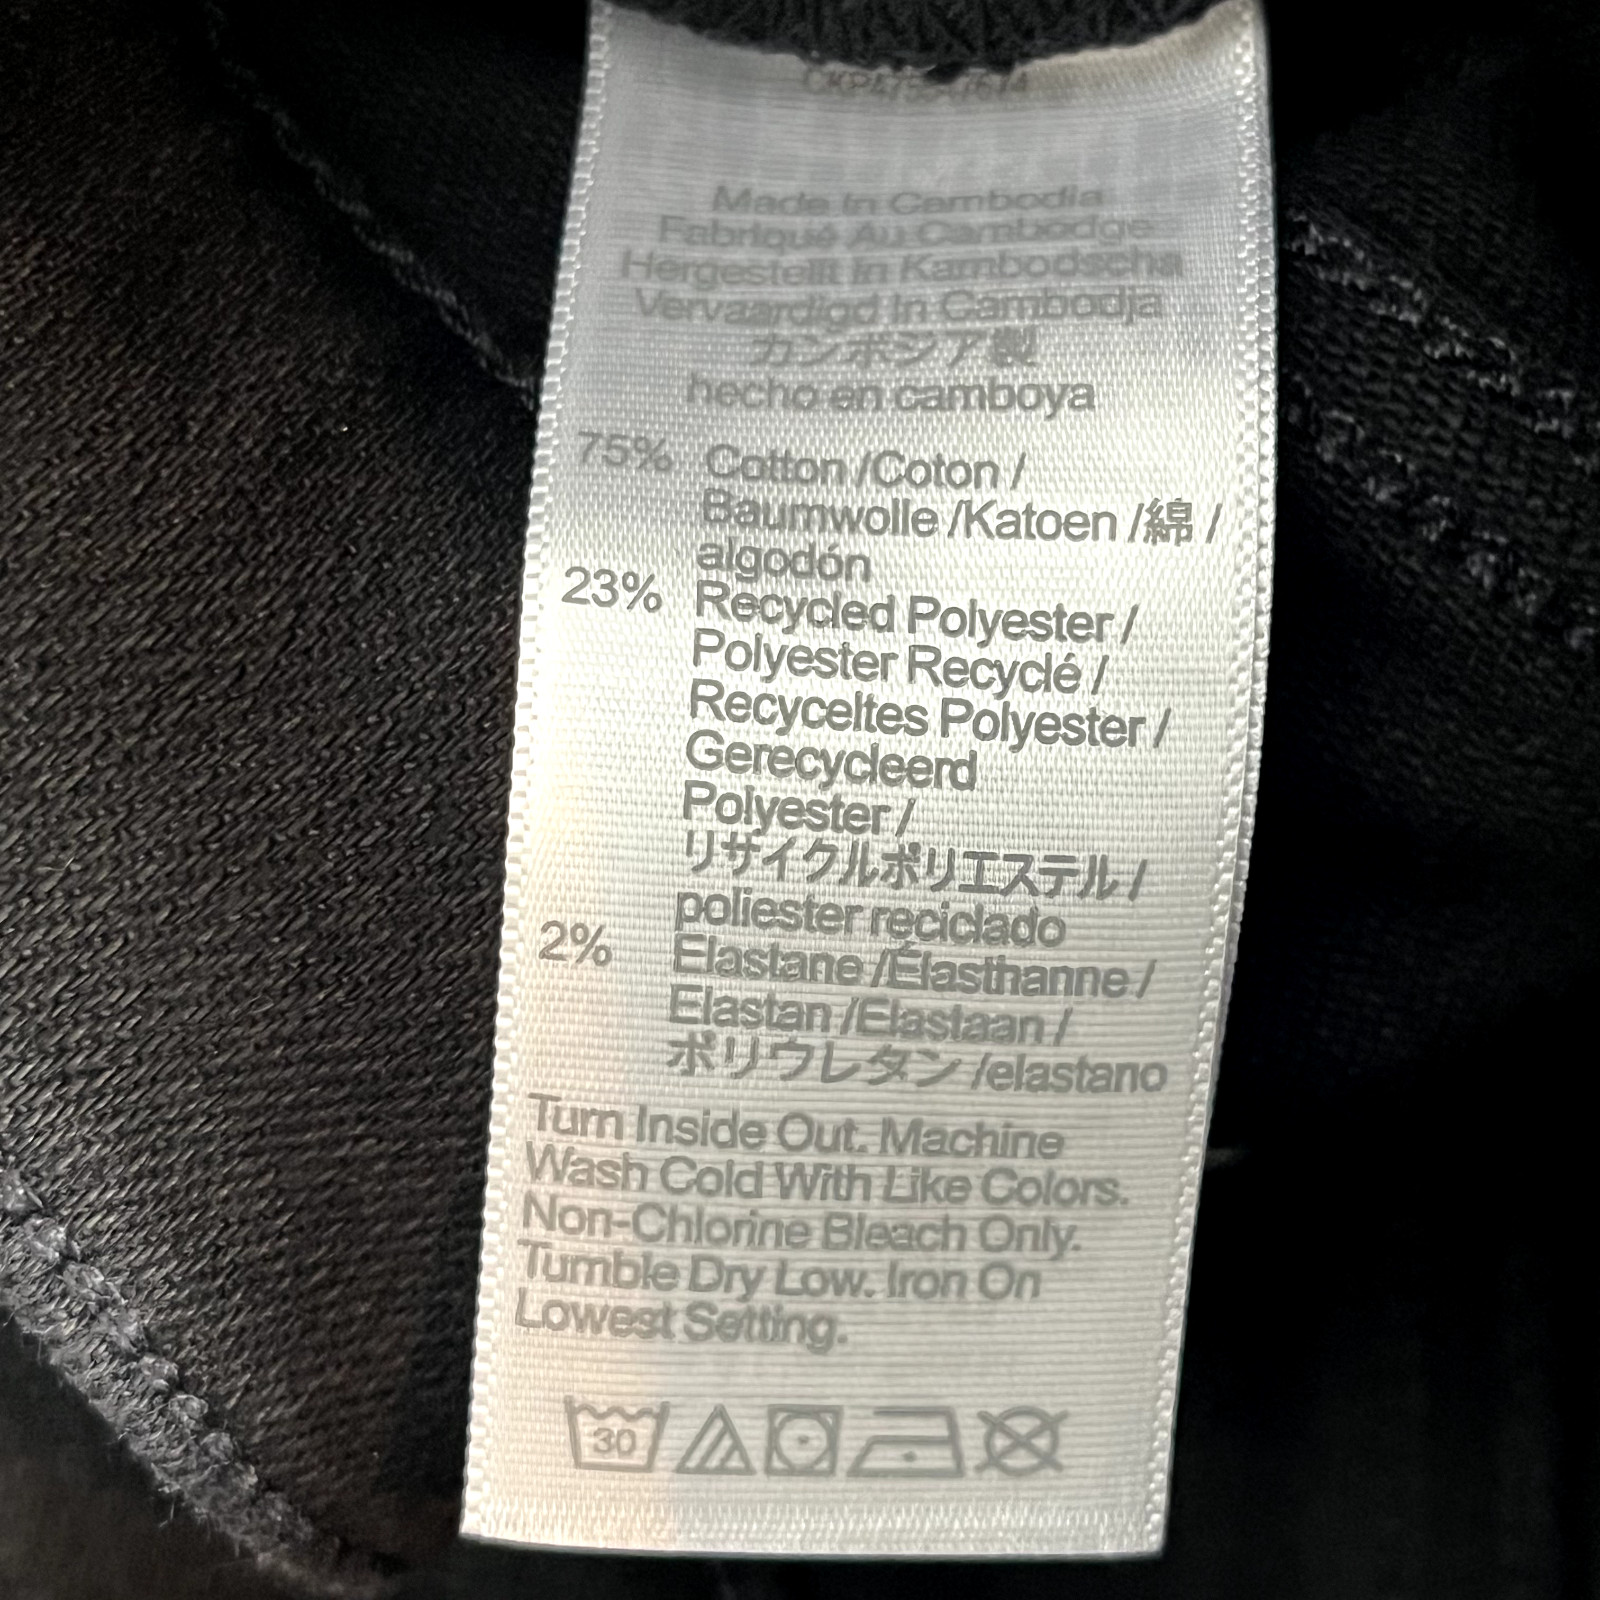 Made In Cambodia
Fabriqué Au Cambodge
Hergestellt In Kambodscha
Vervaardigd In Cambodja
カンボジア製
hecho en camboya
75% Cotton /Coton /
Baumwolle /Katoen /綿 /
algodón
23% Recycled Polyester /
Polyester Recyclé /
Recyceltes Polyester /
Gerecycleerd
Polyester /
リサイクルポリエステル /
poliester reciclado
2% Elastane /Élasthanne /
Elastan /Elastaan /
ポリウレタン /elastano
Turn Inside Out. Machine
Wash Cold With Like Colors.
Non-Chlorine Bleach Only.
Tumble Dry Low. Iron On
Lowest Setting.
30